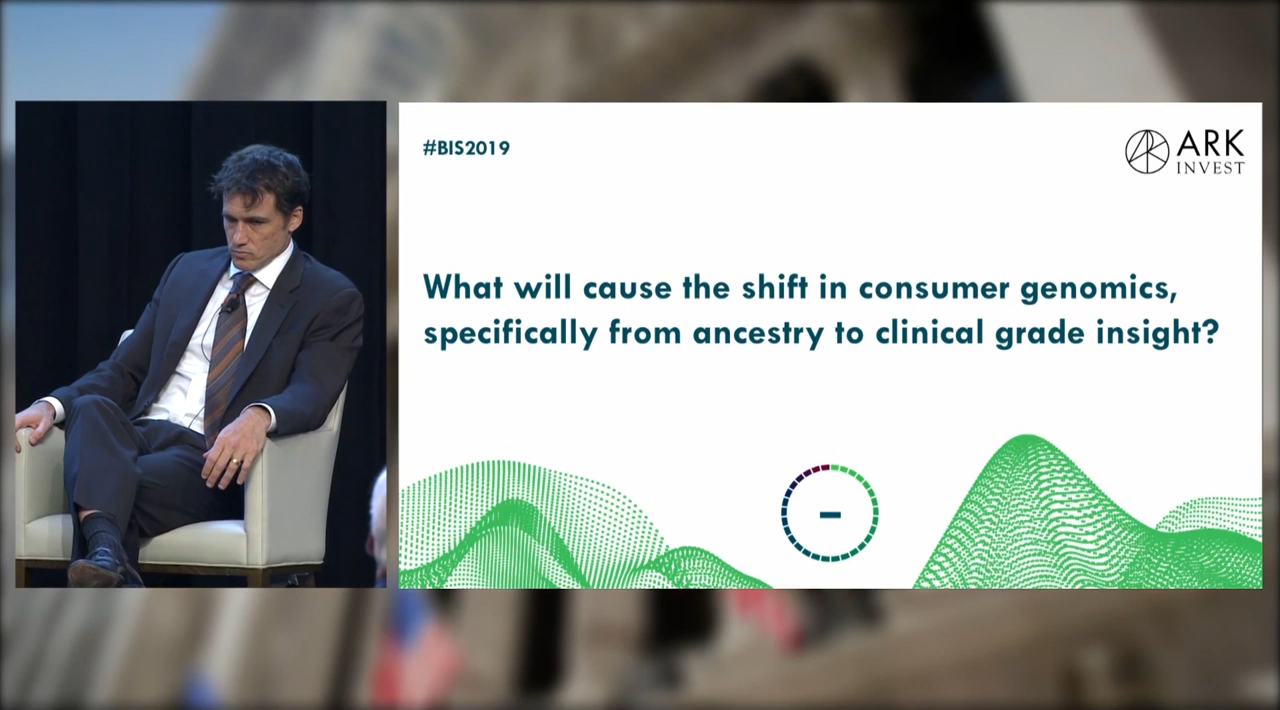 #BIS2019
ARK
INVEST
What will cause the shift in consumer genomics,
specifically from ancestry to clinical grade insight?